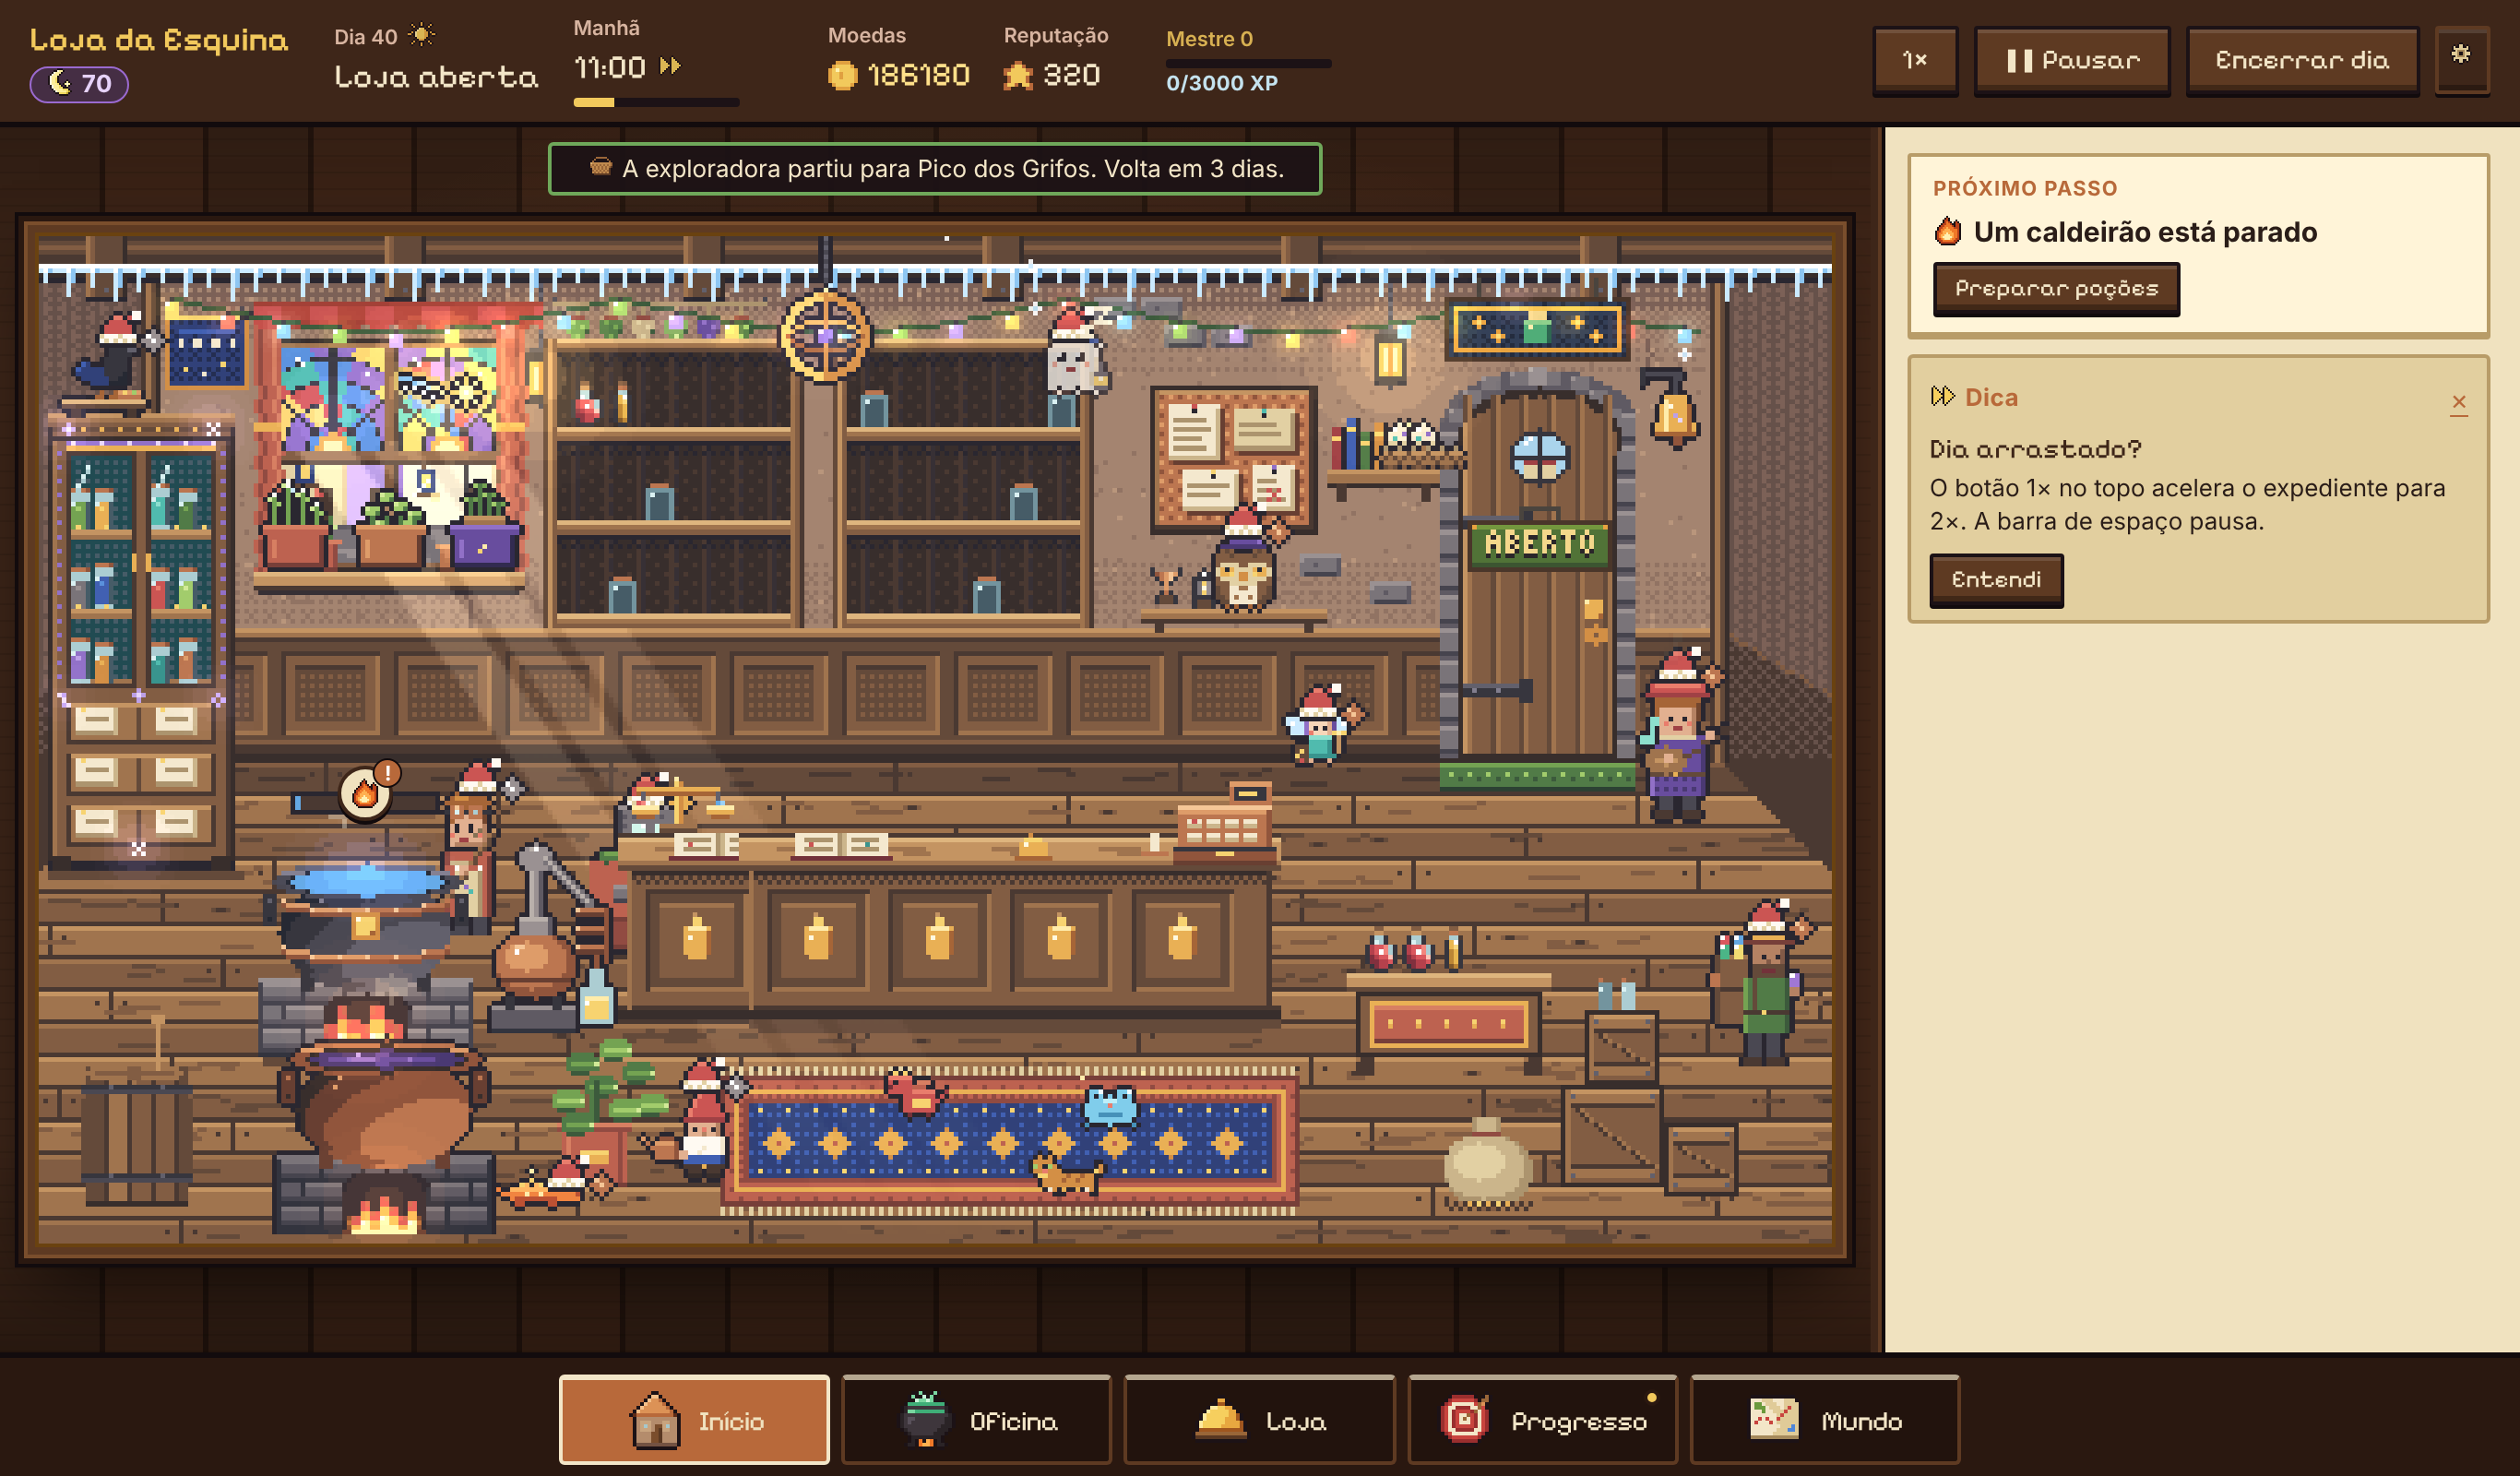 Loja da Esquina
70
Dia 40
Loja aberta
Manhã
11:00
Moedas
186180
Reputação
320
Mestre 0
0/3000 XP
1×
Pausar
Encerrar dia
A exploradora partiu para Pico dos Grifos. Volta em 3 dias.
ABERTO
!
PRÓXIMO PASSO
Um caldeirão está parado
Preparar poções
Dica
×
Dia arrastado?
O botão 1× no topo acelera o expediente para
2×. A barra de espaço pausa.
Entendi
Início
Oficina
Loja
Progresso
Mundo